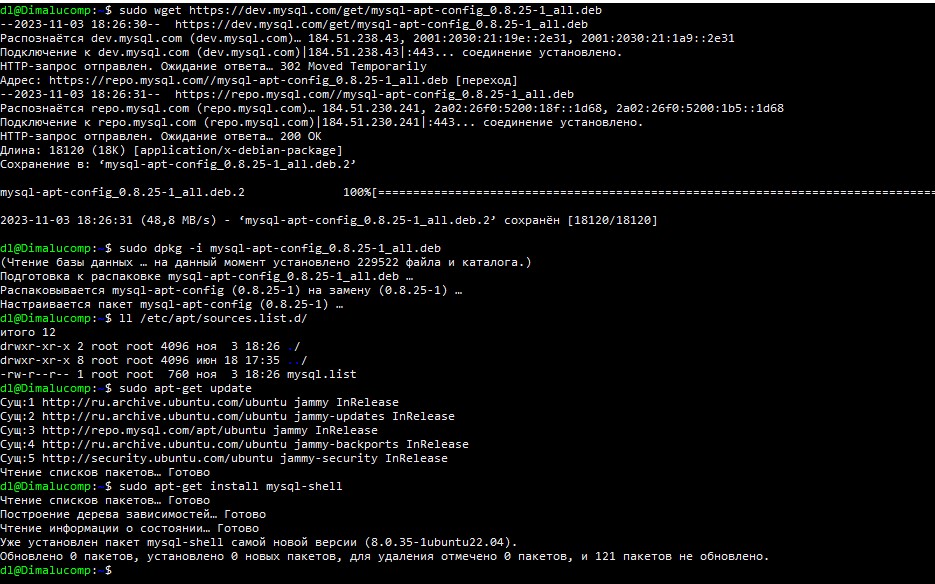 dl@Dimalucomp:~$ sudo wget https://dev.mysql.com/get/mysql-apt-config_0.8.25-1_all.deb
--2023-11-03 18:26:30--  https://dev.mysql.com/get/mysql-apt-config_0.8.25-1_all.deb
Распознаётся dev.mysql.com (dev.mysql.com)… 184.51.238.43, 2001:2030:21:19e::2e31, 2001:2030:21:1a9::2e31
Подключение к dev.mysql.com (dev.mysql.com)|184.51.238.43|:443... соединение установлено.
HTTP-запрос отправлен. Ожидание ответа… 302 Moved Temporarily
Адрес: https://repo.mysql.com//mysql-apt-config_0.8.25-1_all.deb [переход]
--2023-11-03 18:26:31--  https://repo.mysql.com//mysql-apt-config_0.8.25-1_all.deb
Распознаётся repo.mysql.com (repo.mysql.com)… 184.51.230.241, 2a02:26f0:5200:18f::1d68, 2a02:26f0:5200:1b5::1d68
Подключение к repo.mysql.com (repo.mysql.com)|184.51.230.241|:443... соединение установлено.
HTTP-запрос отправлен. Ожидание ответа… 200 OK
Длина: 18120 (18K) [application/x-debian-package]
Сохранение в: ‘mysql-apt-config_0.8.25-1_all.deb.2’
mysql-apt-config_0.8.25-1_all.deb.2              100%[================================================================================
2023-11-03 18:26:31 (48,8 MB/s) - ‘mysql-apt-config_0.8.25-1_all.deb.2’ сохранён [18120/18120]
dl@Dimalucomp:~$ sudo dpkg -i mysql-apt-config_0.8.25-1_all.deb
(Чтение базы данных … на данный момент установлено 229522 файла и каталога.)
Подготовка к распаковке mysql-apt-config_0.8.25-1_all.deb …
Распаковывается mysql-apt-config (0.8.25-1) на замену (0.8.25-1) …
Настраивается пакет mysql-apt-config (0.8.25-1) …
dl@Dimalucomp:~$ ll /etc/apt/sources.list.d/
итого 12
drwxr-xr-x 2 root root 4096 ноя  3 18:26 ./
drwxr-xr-x 8 root root 4096 июн 18 17:35 ../
-rw-r--r-- 1 root root  760 ноя  3 18:26 mysql.list
dl@Dimalucomp:~$ sudo apt-get update
Сущ:1 http://ru.archive.ubuntu.com/ubuntu jammy InRelease
Сущ:2 http://ru.archive.ubuntu.com/ubuntu jammy-updates InRelease
Сущ:3 http://repo.mysql.com/apt/ubuntu jammy InRelease
Сущ:4 http://ru.archive.ubuntu.com/ubuntu jammy-backports InRelease
Сущ:5 http://security.ubuntu.com/ubuntu jammy-security InRelease
Чтение списков пакетов… Готово
dl@Dimalucomp:~$ sudo apt-get install mysql-shell
Чтение списков пакетов… Готово
Построение дерева зависимостей… Готово
Чтение информации о состоянии… Готово
Уже установлен пакет mysql-shell самой новой версии (8.0.35-1ubuntu22.04).
Обновлено 0 пакетов, установлено 0 новых пакетов, для удаления отмечено 0 пакетов, и 121 пакетов не обновлено.
dl@Dimalucomp:~$